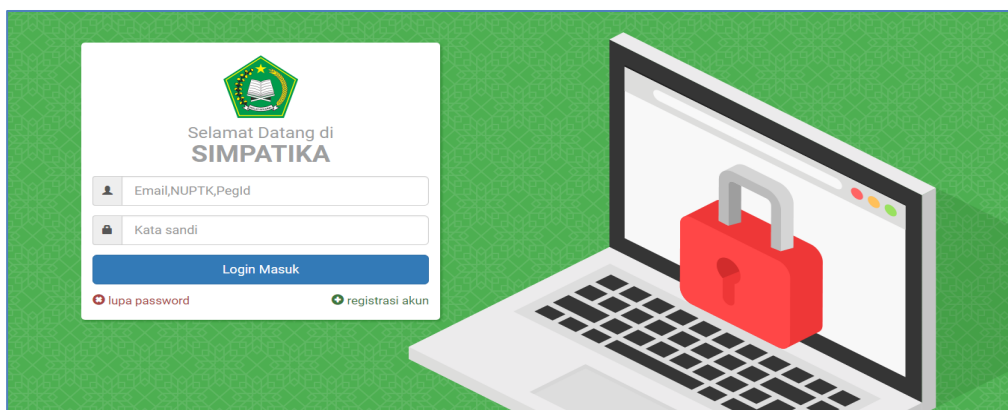 Selamat Datang di
SIMPATIKA
Email,NUPTK,PegId
Kata sandi
Login Masuk
lupa password
registrasi akun